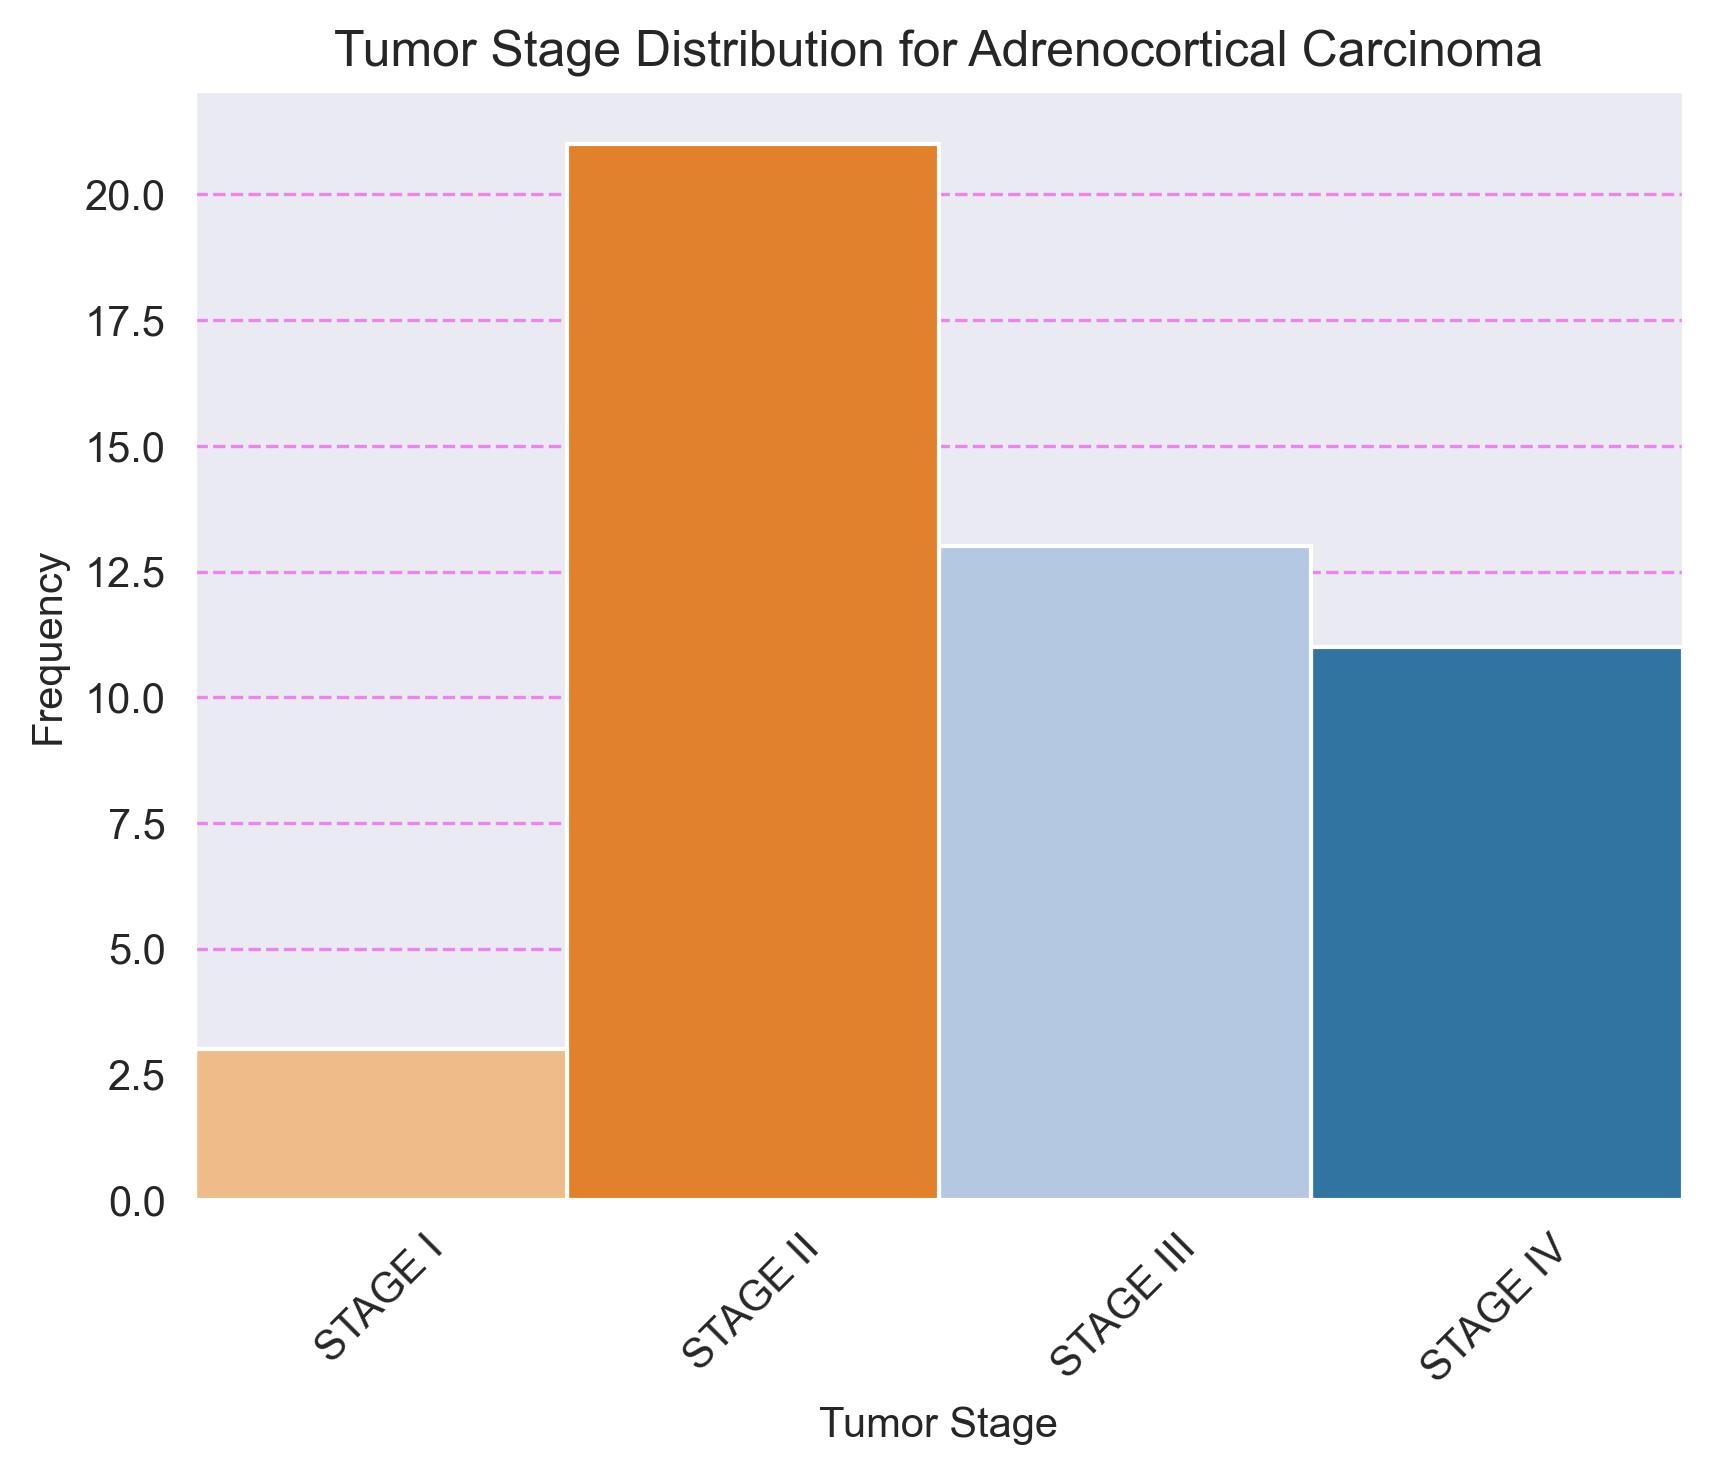 Tumor Stage Distribution for Adrenocortical Carcinoma
20.0
17.5
15.0
12.5
10.0
7.5
5.0
2.5
0.0
Frequency
STAGE I
STAGE II
STAGE III
STAGE IV
Tumor Stage